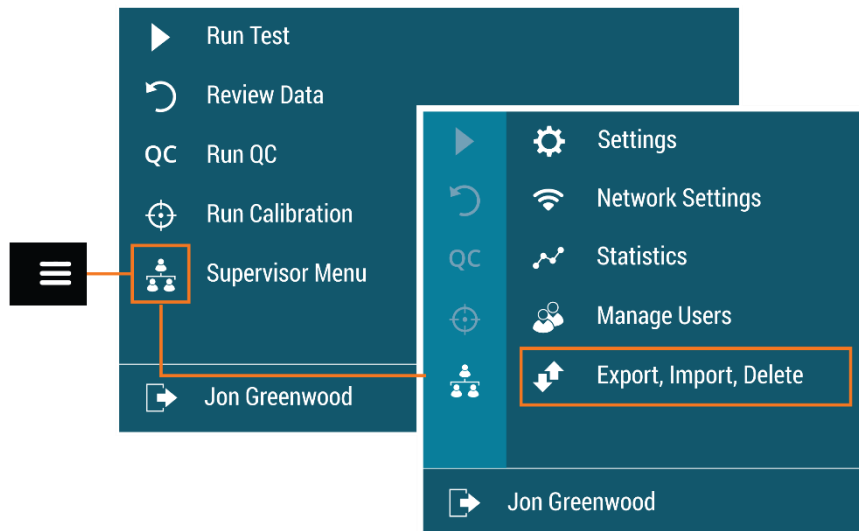 Run Test
Review Data
QC Run QC
Run Calibration
Supervisor Menu
Jon Greenwood
Settings
Network Settings
QC Statistics
Manage Users
Export, Import, Delete
Jon Greenwood